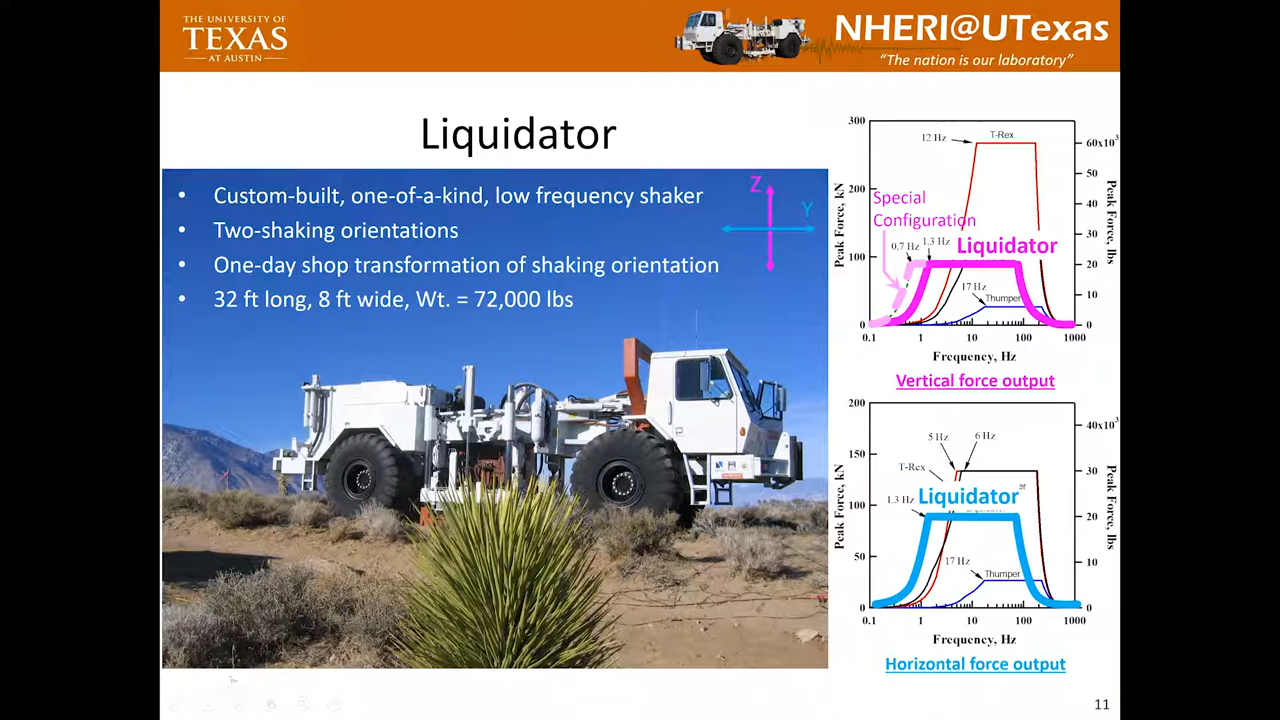 THE UNIVERSITY OF
TEXAS
AT AUSTIN
NHERI@UTexas
“The nation is our laboratory”
Liquidator
• Custom-built, one-of-a-kind, low frequency shaker
• Two-shaking orientations
• One-day shop transformation of shaking orientation
• 32 ft long, 8 ft wide, Wt. = 72,000 lbs
Z
Y
300
200
100
0
Peak Force, kN
12 Hz
T-Rex
Special
Configuration
0.7 Hz
1.3 Hz
Liquidator
17 Hz
Thumper
60x10³
50
40
30
20
10
0
Peak Force, lbs
0.1 1 10 100 1000
Frequency, Hz
Vertical force output
200
150
100
50
0
Peak Force, kN
5 Hz
6 Hz
T-Rex
Liquidator
1.3 Hz
17 Hz
Thumper
40x10³
30
20
10
0
Peak Force, lbs
0.1 1 10 100 1000
Frequency, Hz
Horizontal force output
11